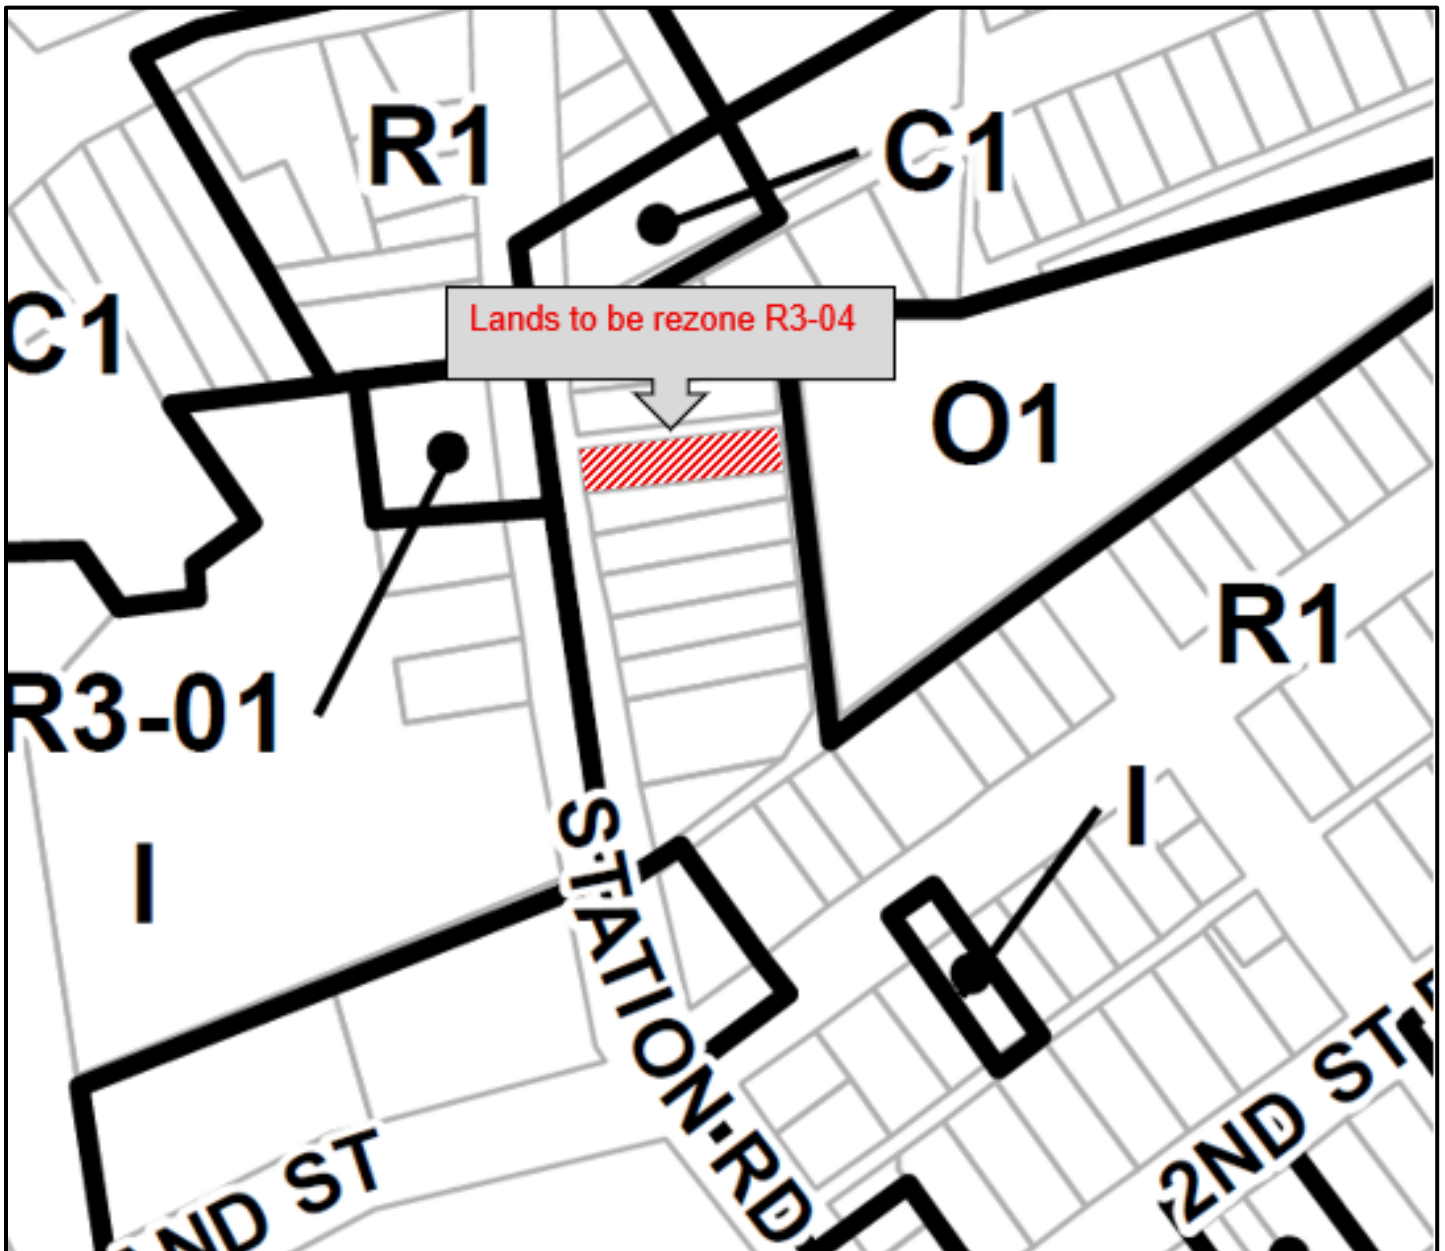 R1
C1
C1
Lands to be rezone R3-04
O1
R1
R3-01
I
I
STATION RD
2ND ST
ND ST